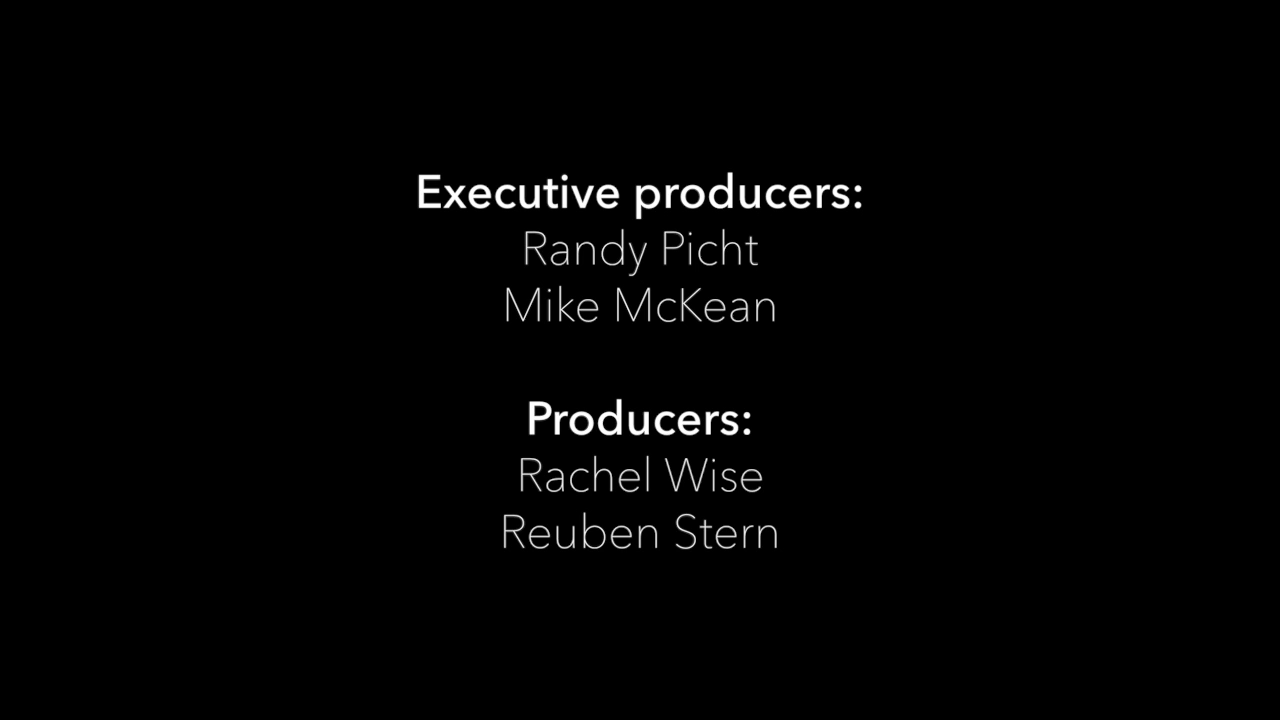 Executive producers:
Randy Picht
Mike McKean
Producers:
Rachel Wise
Reuben Stern